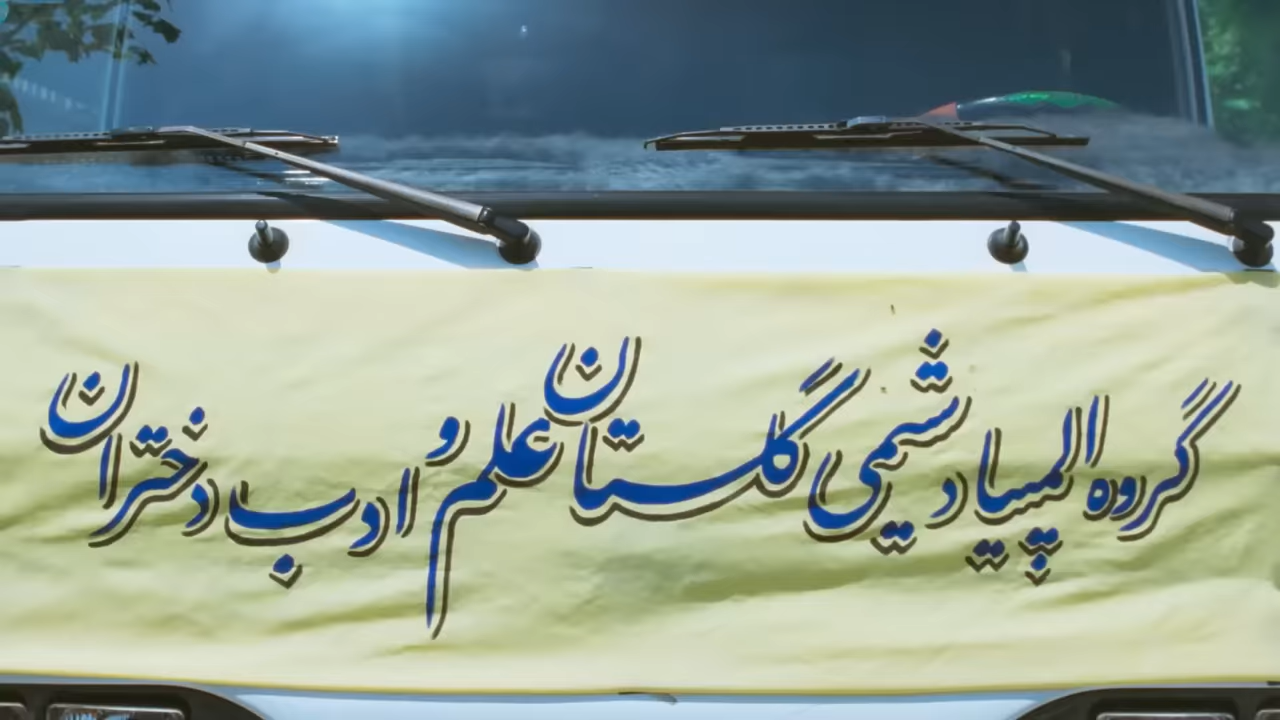 گروه المپیاد شیمی گلستان علم و ادب دختران